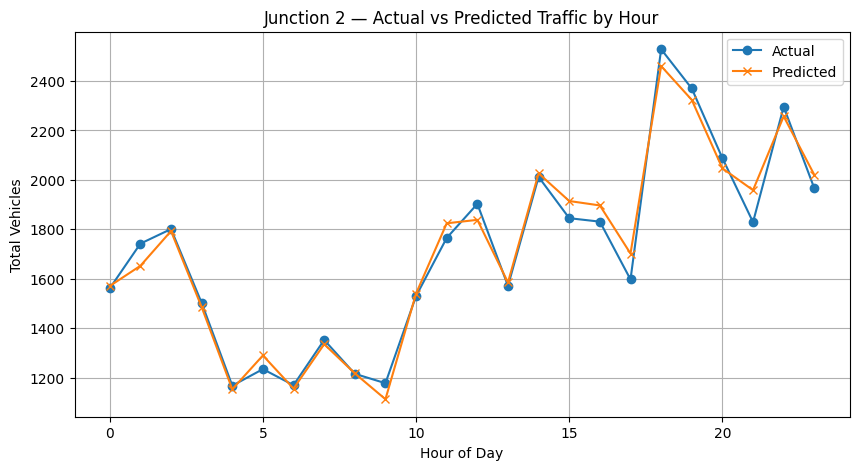 Junction 2 — Actual vs Predicted Traffic by Hour
Actual
Predicted
Total Vehicles
2400
2200
2000
1800
1600
1400
1200
0 5 10 15 20
Hour of Day